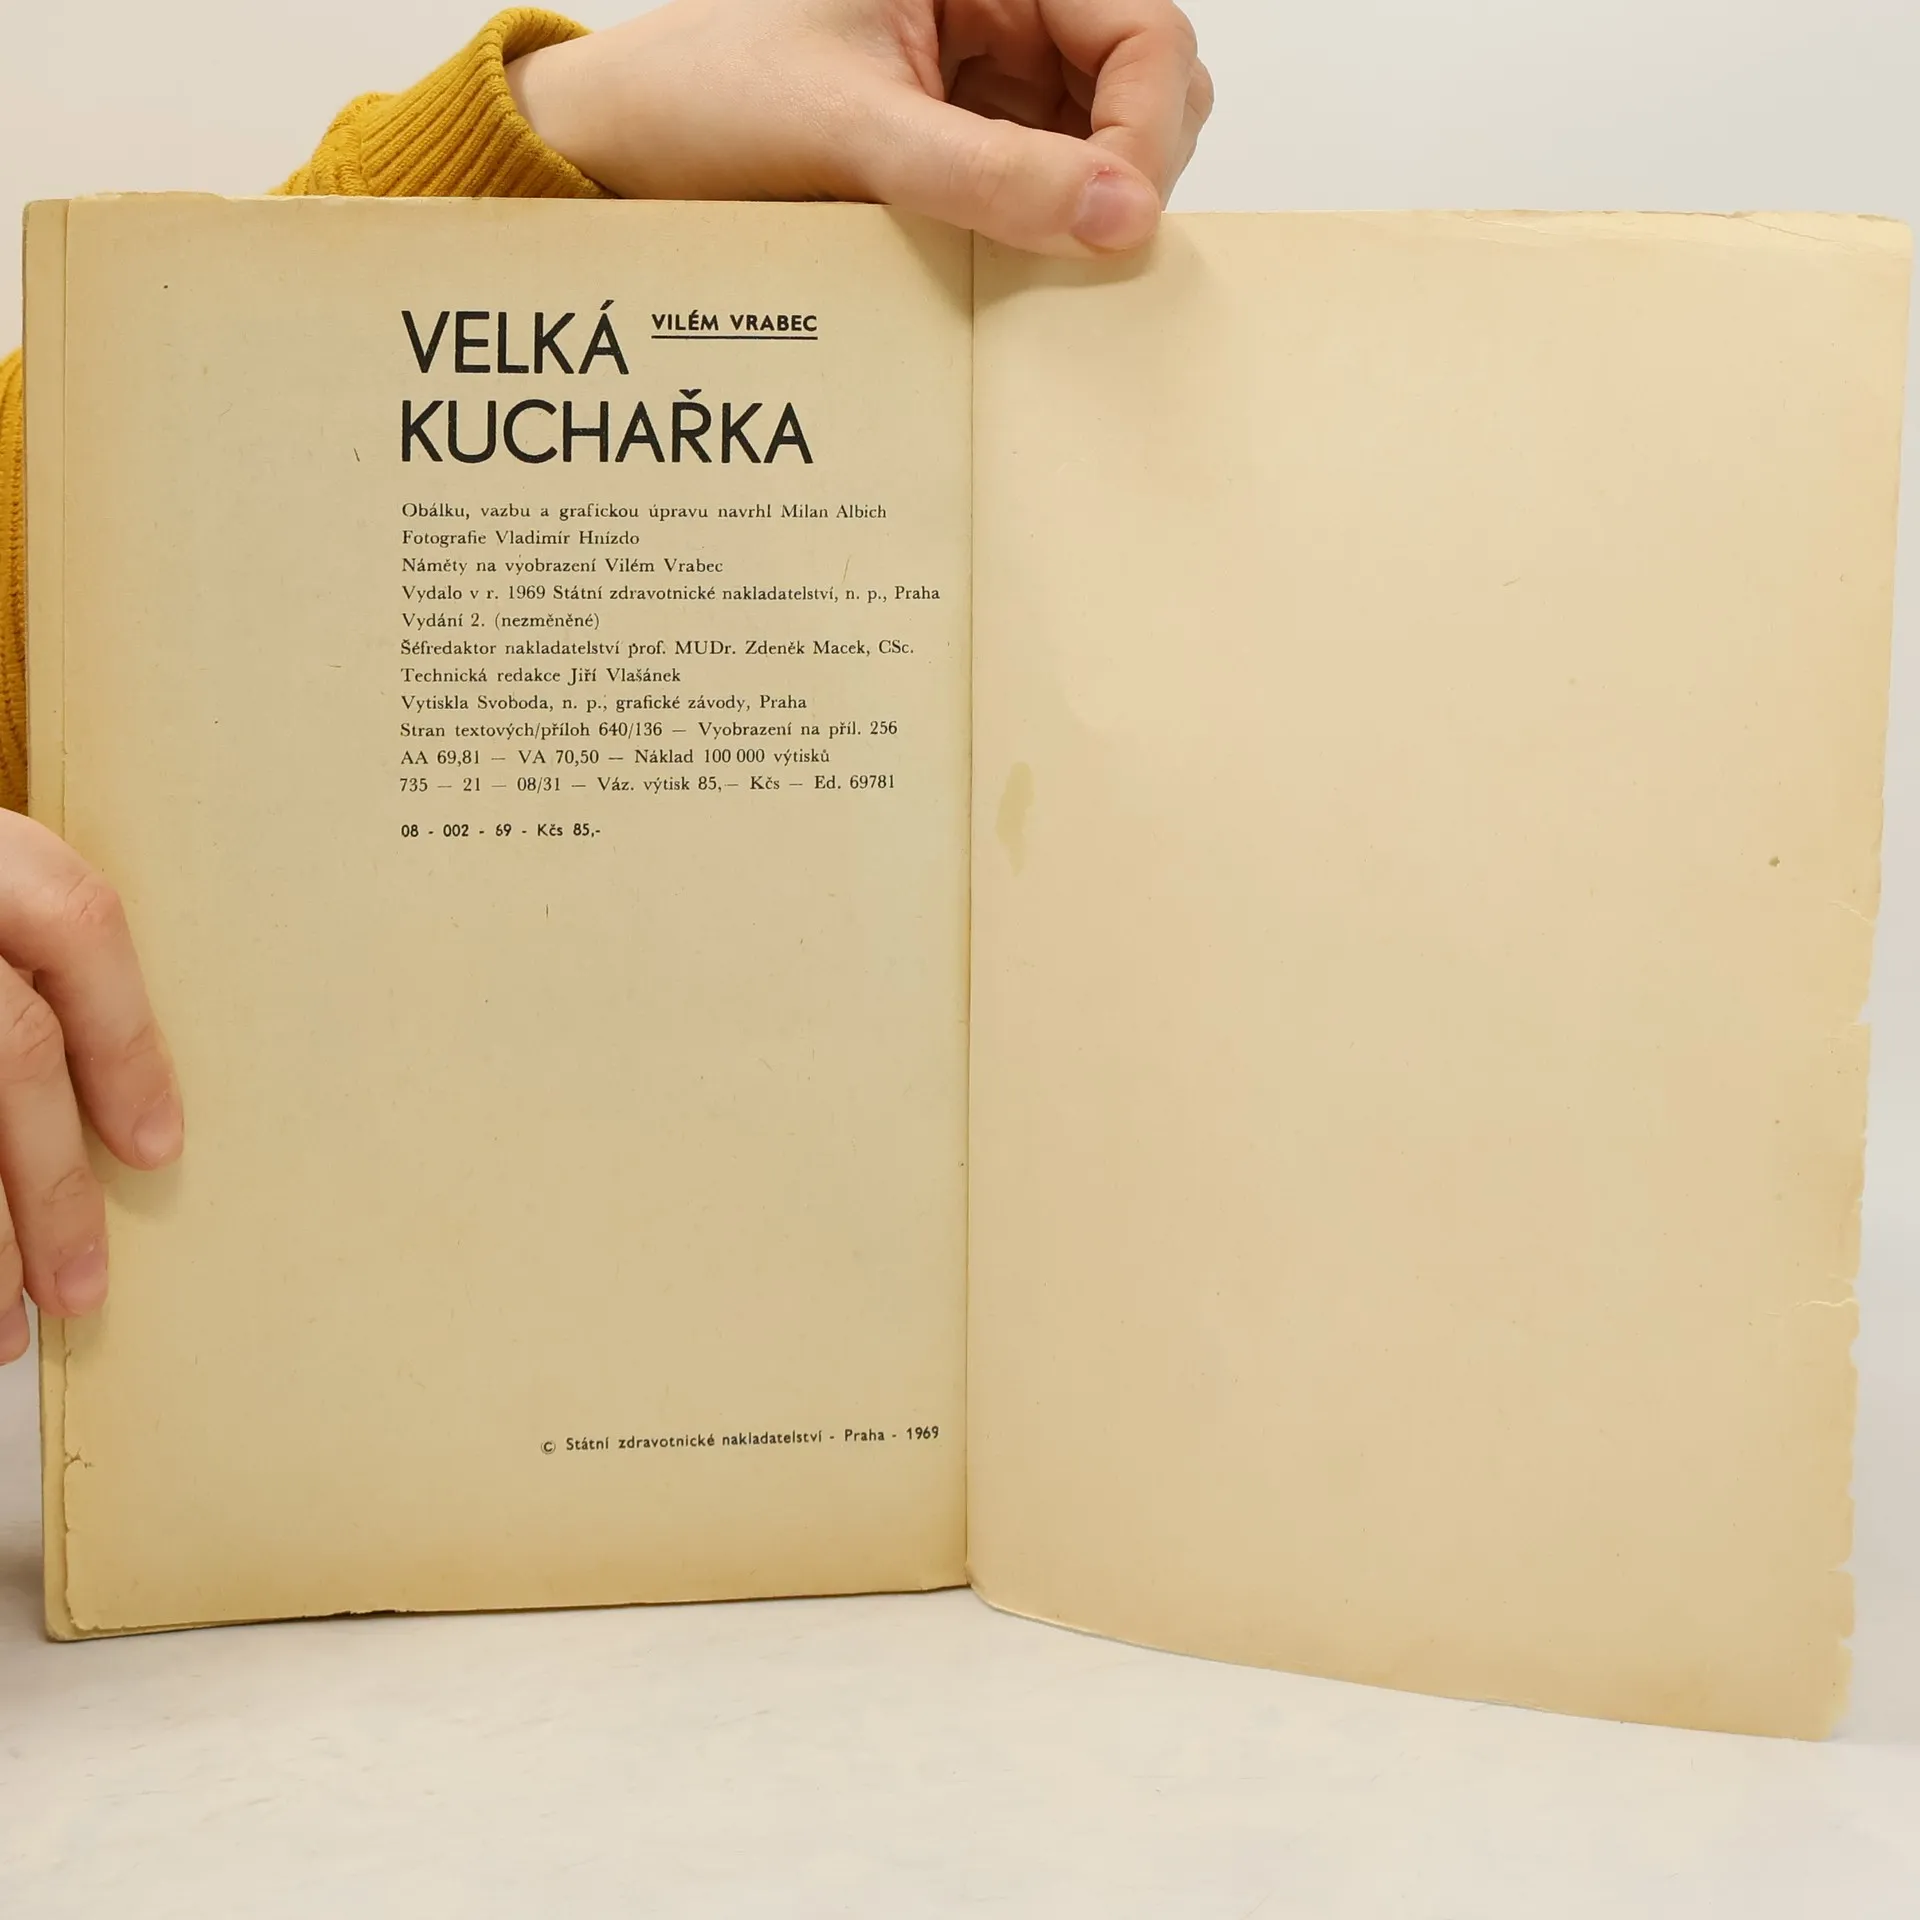 VELKÁ VILÉM VRABEC
KUCHAŘKA
Obálku, vazbu a grafickou úpravu navrhl Milan Albich
Fotografie Vladimír Hnízdo
Náměty na vyobrazení Vilém Vrabec
Vydalo v r. 1969 Státní zdravotnické nakladatelství, n. p., Praha
Vydání 2. (nezměněné)
Šéfredaktor nakladatelství prof. MUDr. Zdeněk Macek, CSc.
Technická redakce Jiří Vlašánek
Vytiskla Svoboda, n. p., grafické závody, Praha
Stran textových/příloh 640/136 — Vyobrazení na příl. 256
AA 69,81 — VA 70,50 — Náklad 100 000 výtisků
735 — 21 — 08/31 — Váz. výtisk 85,— Kčs — Ed. 69781
08 - 002 - 69 - Kčs 85,-
© Státní zdravotnické nakladatelství - Praha - 1969